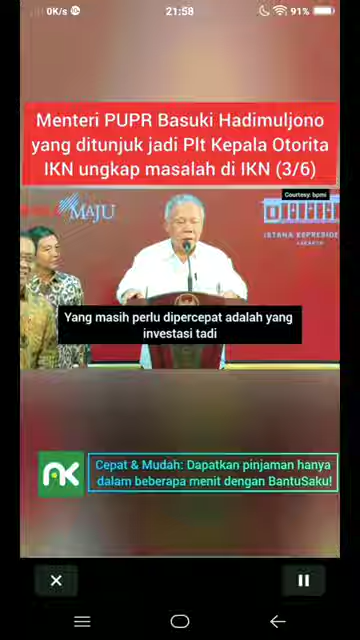 0K/s
21:58
91%
Menteri PUPR Basuki Hadimuljono
yang ditunjuk jadi Plt Kepala Otorita
IKN ungkap masalah di IKN (3/6)
Courtesy: bpmi
MAJU
ISTANA KEPRESIDE
JAKARTA
Yang masih perlu dipercepat adalah yang
investasi tadi
Cepat & Mudah: Dapatkan pinjaman hanya
dalam beberapa menit dengan BantuSaku!